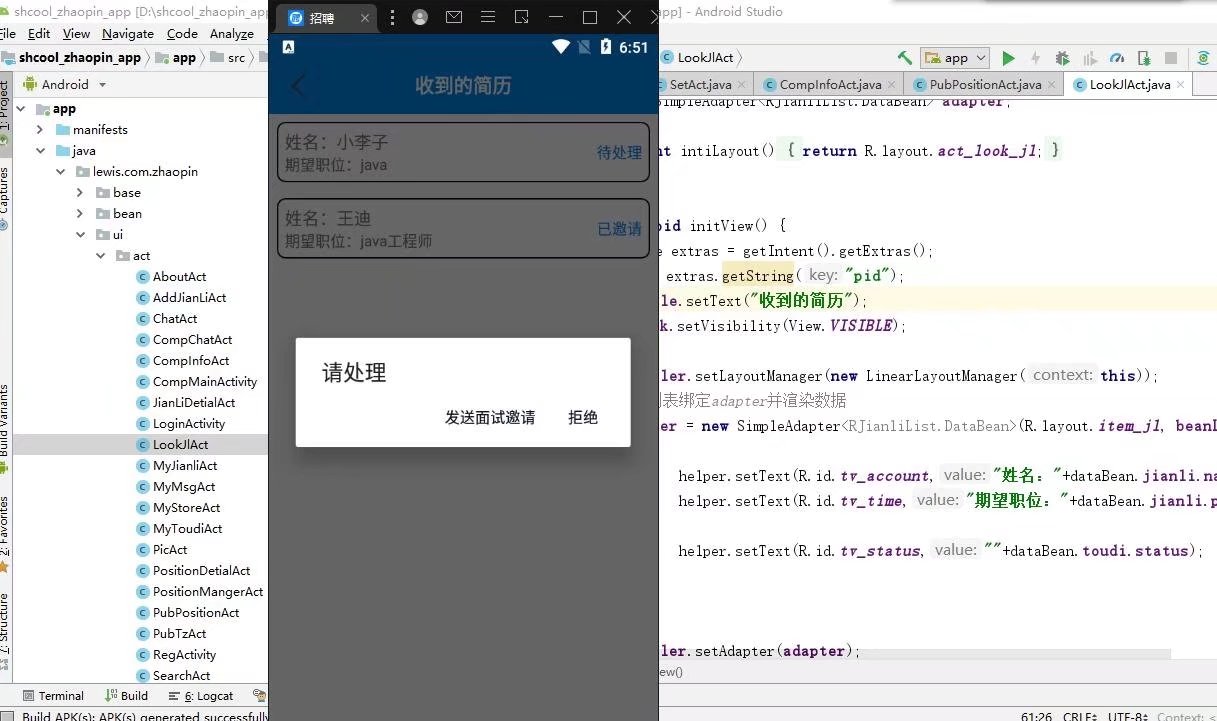 shcool_zhaopin_app [D:\shcool_zhaopin_app
app] - Android Studio
File Edit View Navigate Code Analyze
shcool_zhaopin_app app src
LookJlAct
app
招聘
6:51
收到的简历
姓名：小李子
期望职位：java
待处理
姓名：王迪
期望职位：java工程师
已邀请
请处理
发送面试邀请 拒绝
1: Project
Captures
Build Variants
2: Favorites
7: Structure
Android
app
manifests
java
lewis.com.zhaopin
base
bean
ui
act
AboutAct
AddJianLiAct
ChatAct
CompChatAct
CompInfoAct
CompMainActivity
JianLiDetialAct
LoginActivity
LookJlAct
MyJianliAct
MyMsgAct
MyStoreAct
MyToudiAct
PicAct
PositionDetialAct
PositionMangerAct
PubPositionAct
PubTzAct
RegActivity
SearchAct
SetAct.java CompInfoAct.java PubPositionAct.java LookJlAct.java
SimpleAdapter<RJianliList.DataBean> adapter;
nt intiLayout() { return R.layout.act_look_jl; }
oid initView() {
e extras = getIntent().getExtras();
extras.getString( key: "pid");
le.setText("收到的简历");
k.setVisibility(View.VISIBLE);
ler.setLayoutManager(new LinearLayoutManager( context: this));
表绑定adapter并渲染数据
er = new SimpleAdapter<RJianliList.DataBean>(R.layout.item_jl, beanL
helper.setText(R.id.tv_account, value: "姓名："+dataBean.jianli.na
helper.setText(R.id.tv_time, value: "期望职位："+dataBean.jianli.p
helper.setText(R.id.tv_status, value: ""+dataBean.toudi.status);
ler.setAdapter(adapter);
ew()
Terminal Build 6: Logcat
Build APK(s): APK(s) generated successfully
61:26 CRLF UTF-8 Context: